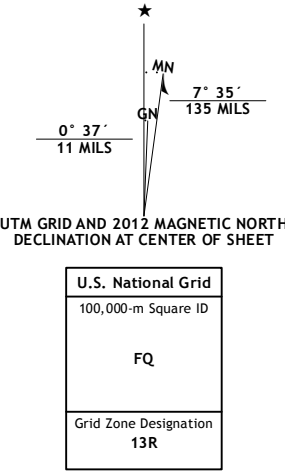 ★
MN
GN
7° 35´
135 MILS
0° 37´
11 MILS
UTM GRID AND 2012 MAGNETIC NORTH
DECLINATION AT CENTER OF SHEET
U.S. National Grid
100,000-m Square ID
FQ
Grid Zone Designation
13R